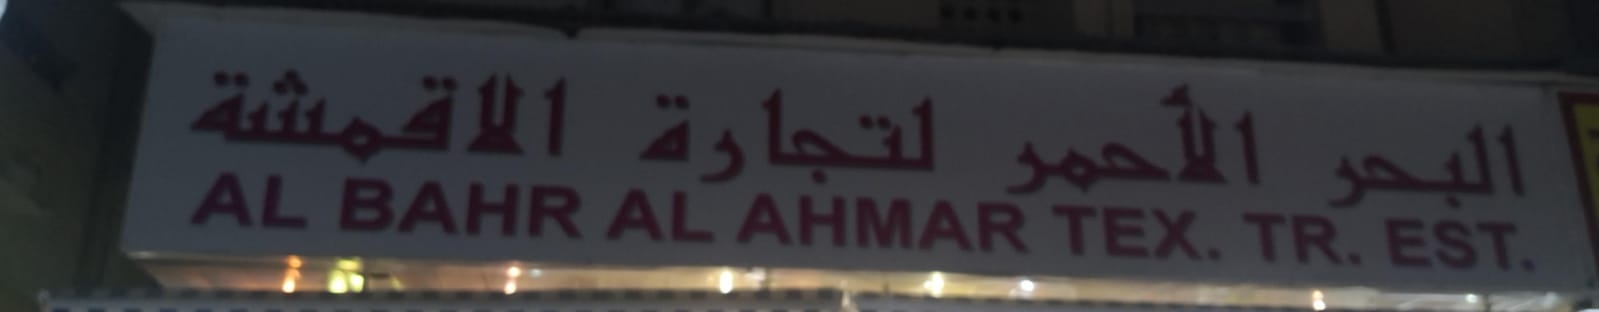 البحر الأحمر لتجارة الاقمشة
AL BAHR AL AHMAR TEX. TR. EST.